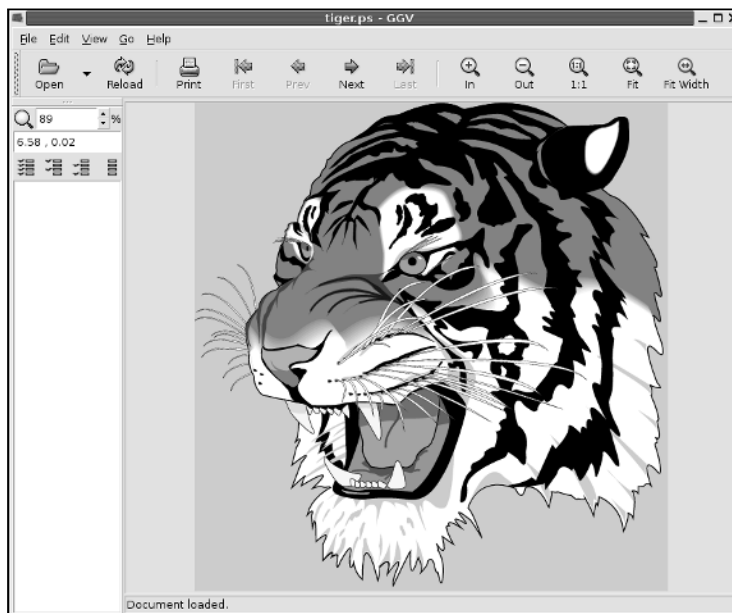 tiger.ps - GGV
File Edit View Go Help
Open Reload Print First Prev Next Last In Out 1:1 Fit Fit Width
89 %
6.58 , 0.02
Document loaded.